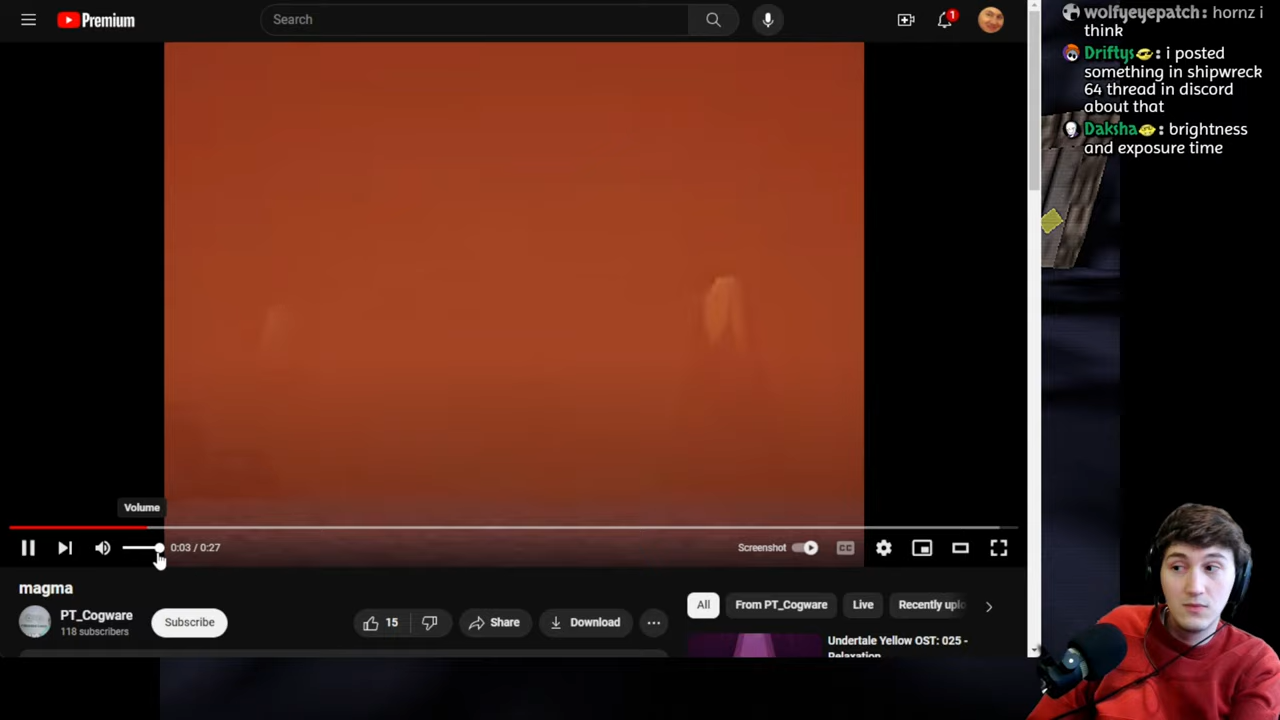 Premium
Search
1
wolfyeyepatch: hornz i
think
Driftys: i posted
something in shipwreck
64 thread in discord
about that
Daksha: brightness
and exposure time
Volume
0:03 / 0:27
Screenshot
CC
magma
PT_Cogware
118 subscribers
Subscribe
15
Share
Download
All
From PT_Cogware
Live
Recently uplo
Undertale Yellow OST: 025 -
Relaxation